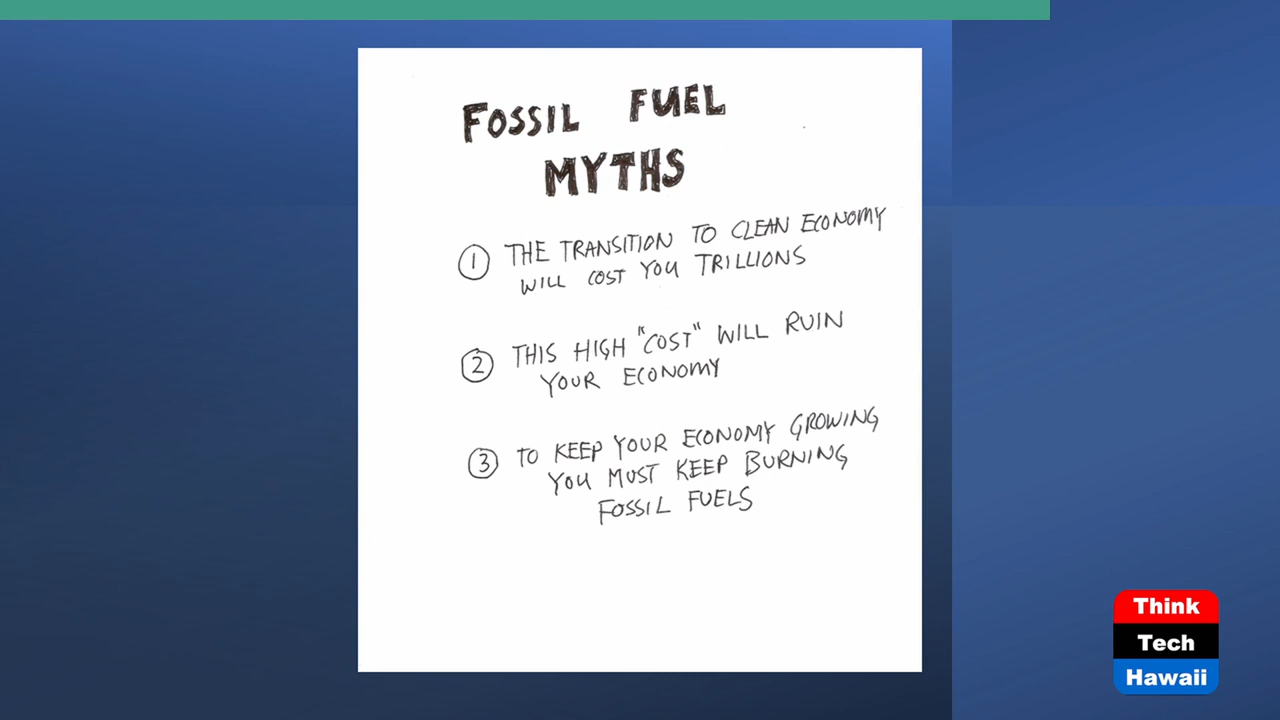 FOSSIL FUEL
MYTHS
1 THE TRANSITION TO CLEAN ECONOMY
WILL COST YOU TRILLIONS
2 THIS HIGH "COST" WILL RUIN
YOUR ECONOMY
3 TO KEEP YOUR ECONOMY GROWING
YOU MUST KEEP BURNING
FOSSIL FUELS
Think
Tech
Hawaii